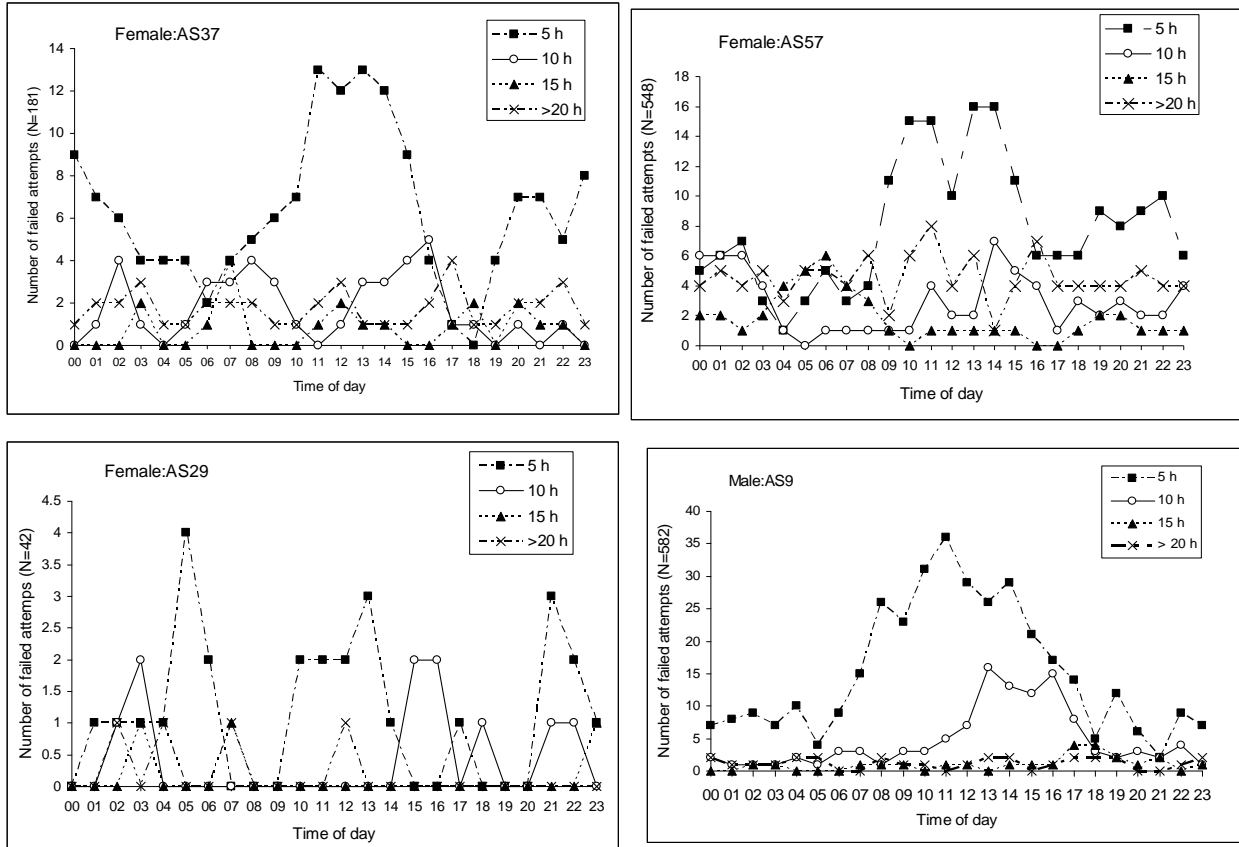 Female:AS37
5 h
10 h
15 h
>20 h
Number of failed attempts (N=181)
14
12
10
8
6
4
2
0
00 01 02 03 04 05 06 07 08 09 10 11 12 13 14 15 16 17 18 19 20 21 22 23
Time of day
Female:AS57
5 h
10 h
15 h
>20 h
Number of failed attempts (N=548)
18
16
14
12
10
8
6
4
2
0
00 01 02 03 04 05 06 07 08 09 10 11 12 13 14 15 16 17 18 19 20 21 22 23
Time of day
Female:AS29
5 h
10 h
15 h
>20 h
Number of failed attemps (N=42)
4.5
4
3.5
3
2.5
2
1.5
1
0.5
0
00 01 02 03 04 05 06 07 08 09 10 11 12 13 14 15 16 17 18 19 20 21 22 23
Time of day
Male:AS9
5 h
10 h
15 h
> 20 h
Number of failed attempts (N=582)
40
35
30
25
20
15
10
5
0
00 01 02 03 04 05 06 07 08 09 10 11 12 13 14 15 16 17 18 19 20 21 22 23
Time of day